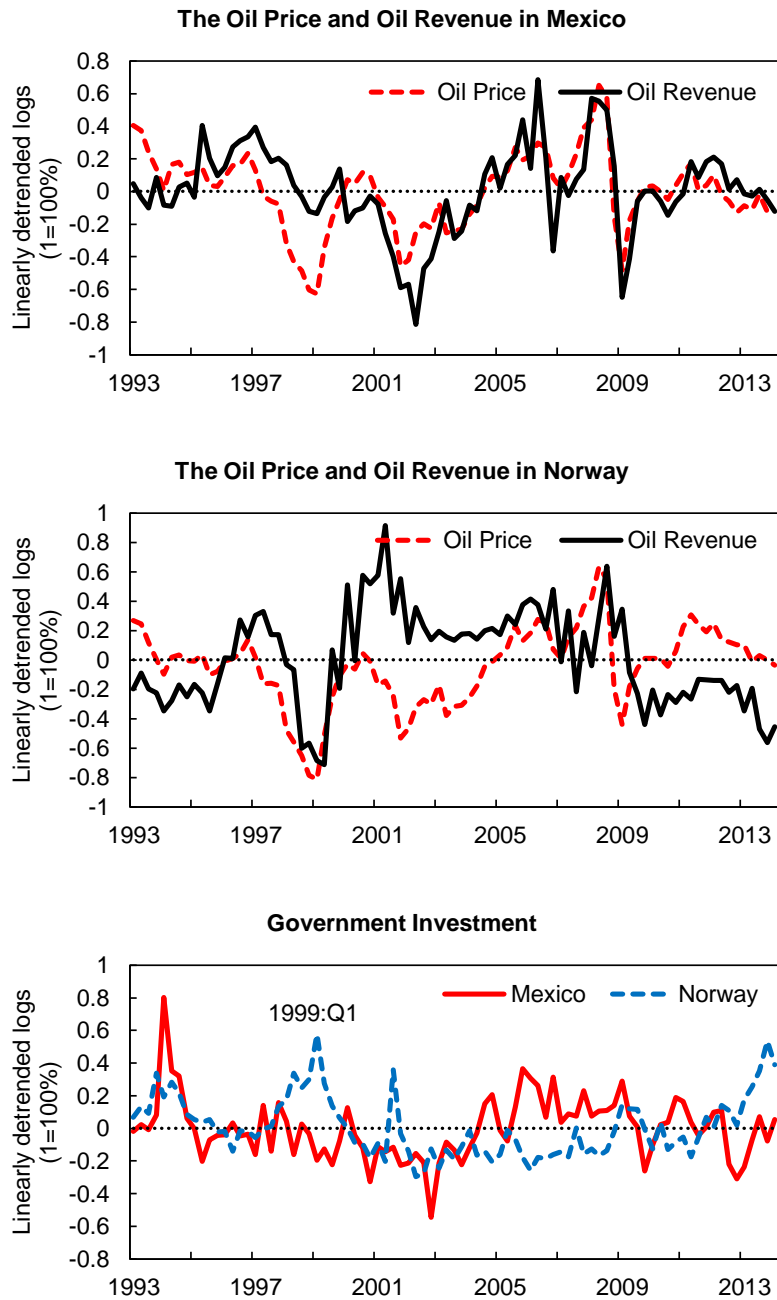 The Oil Price and Oil Revenue in Mexico
Linearly detrended logs
(1=100%)
0.8
0.6
0.4
0.2
0
-0.2
-0.4
-0.6
-0.8
-1
Oil Price Oil Revenue
1993 1997 2001 2005 2009 2013
The Oil Price and Oil Revenue in Norway
Linearly detrended logs
(1=100%)
1
0.8
0.6
0.4
0.2
0
-0.2
-0.4
-0.6
-0.8
-1
Oil Price Oil Revenue
1993 1997 2001 2005 2009 2013
Government Investment
Linearly detrended logs
(1=100%)
1
0.8
0.6
0.4
0.2
0
-0.2
-0.4
-0.6
-0.8
Mexico Norway
1999:Q1
1993 1997 2001 2005 2009 2013